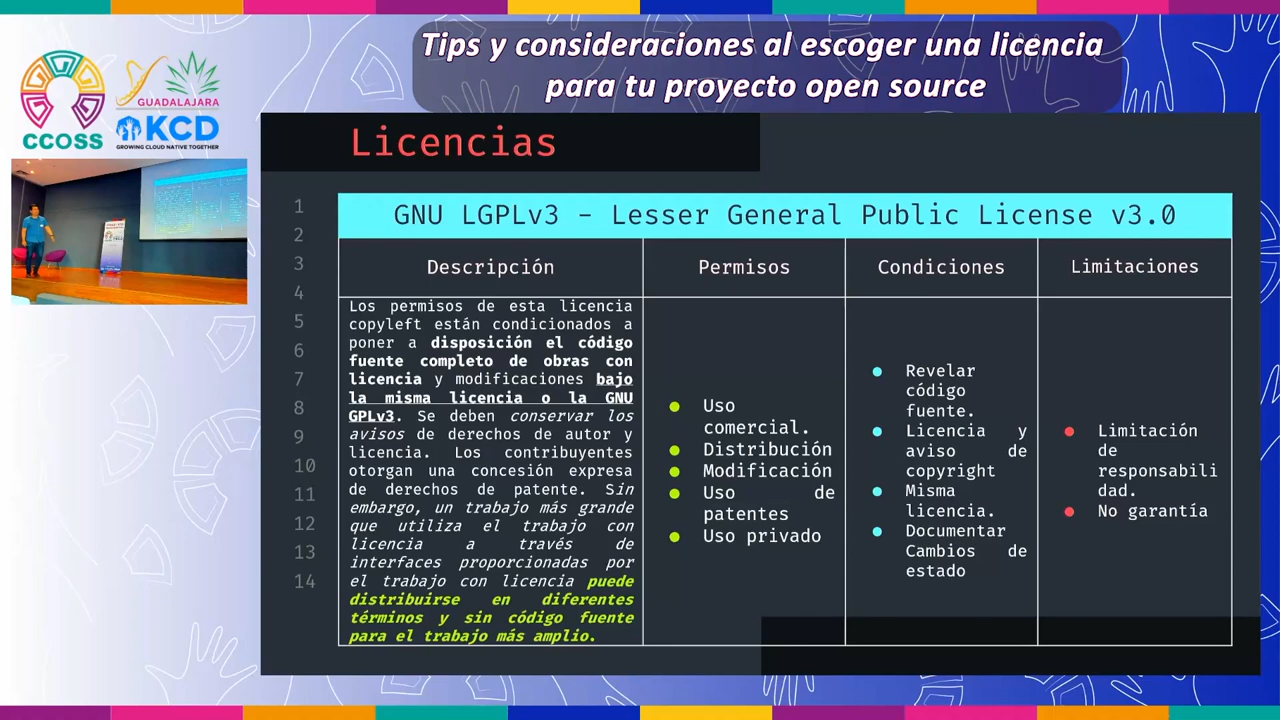 Tips y consideraciones al escoger una licencia
para tu proyecto open source
CCOSS
GUADALAJARA
KCD
GROWING CLOUD NATIVE TOGETHER
Licencias
1
2
3
4
5
6
7
8
9
10
11
12
13
14
GNU LGPLv3 - Lesser General Public License v3.0
Descripción
Permisos
Condiciones
Limitaciones
Los permisos de esta licencia
copyleft están condicionados a
poner a disposición el código
fuente completo de obras con
licencia y modificaciones bajo
la misma licencia o la GNU
GPLv3. Se deben conservar los
avisos de derechos de autor y
licencia. Los contribuyentes
otorgan una concesión expresa
de derechos de patente. Sin
embargo, un trabajo más grande
que utiliza el trabajo con
licencia a través de
interfaces proporcionadas por
el trabajo con licencia puede
distribuirse en diferentes
términos y sin código fuente
para el trabajo más amplio.
Uso
comercial.
Distribución
Modificación
Uso de
patentes
Uso privado
Revelar
código
fuente.
Licencia y
aviso de
copyright
Misma
licencia.
Documentar
Cambios de
estado
Limitación
de
responsabili
dad.
No garantía